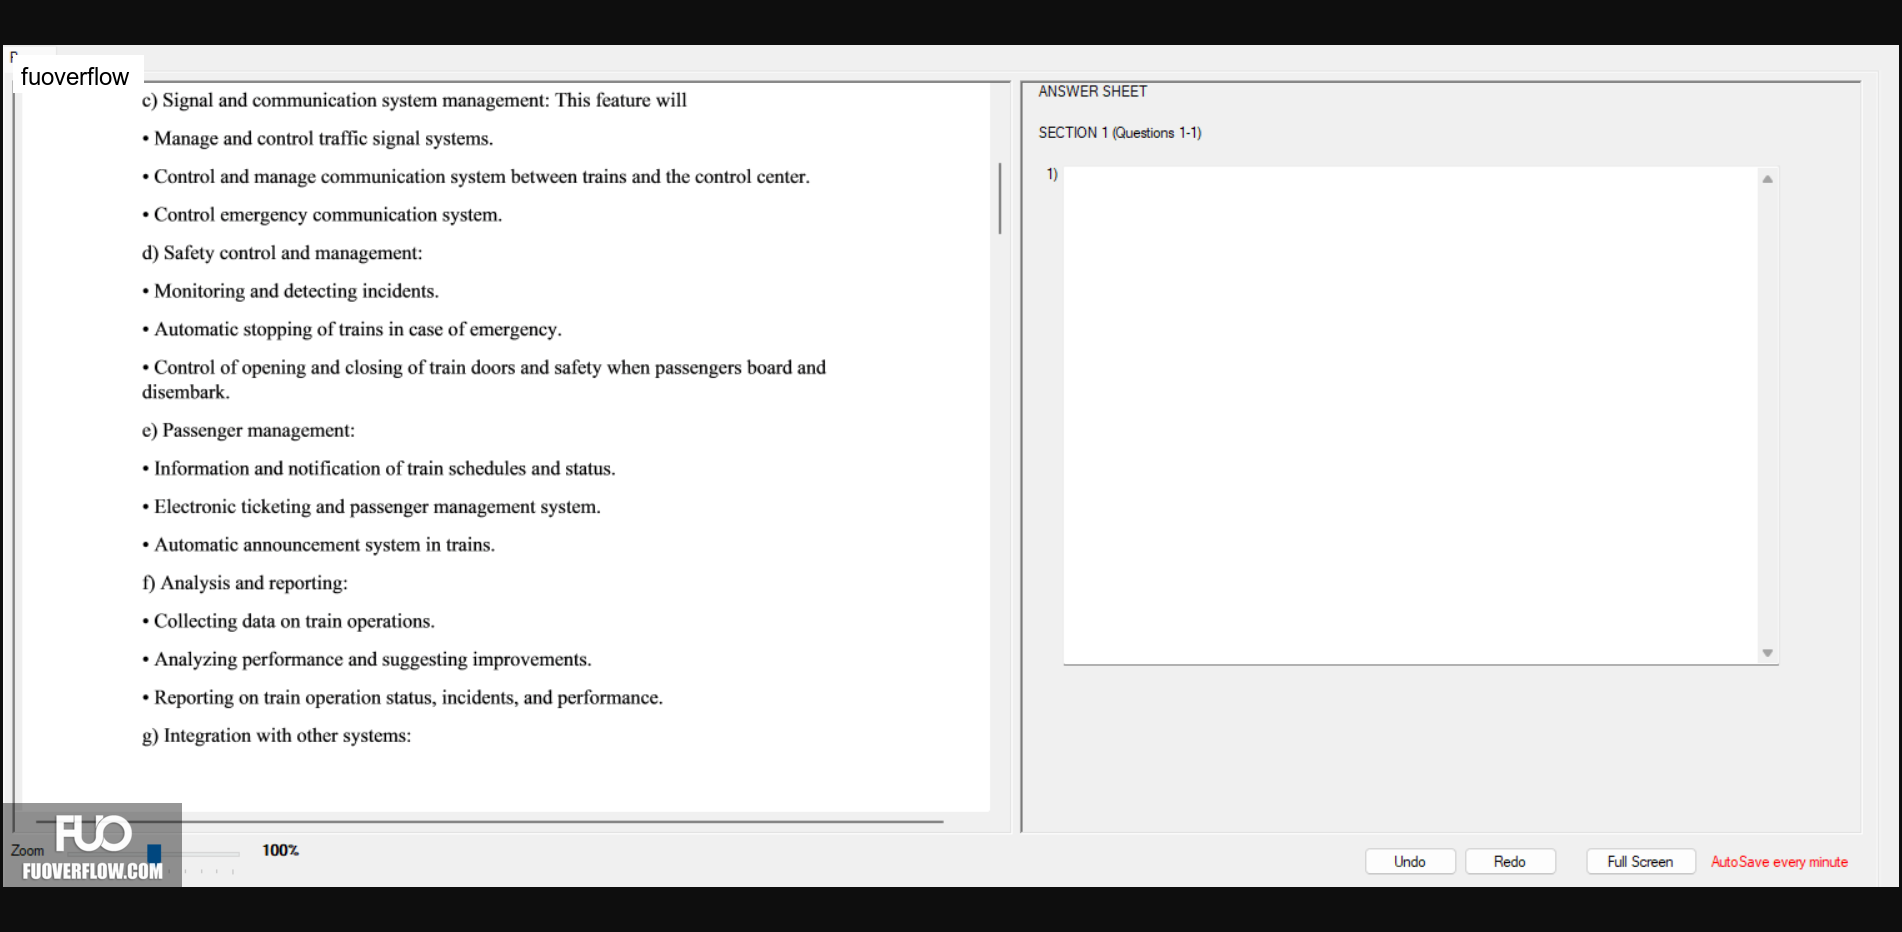 fuoverflow
c) Signal and communication system management: This feature will
• Manage and control traffic signal systems.
• Control and manage communication system between trains and the control center.
• Control emergency communication system.
d) Safety control and management:
• Monitoring and detecting incidents.
• Automatic stopping of trains in case of emergency.
• Control of opening and closing of train doors and safety when passengers board and
disembark.
e) Passenger management:
• Information and notification of train schedules and status.
• Electronic ticketing and passenger management system.
• Automatic announcement system in trains.
f) Analysis and reporting:
• Collecting data on train operations.
• Analyzing performance and suggesting improvements.
• Reporting on train operation status, incidents, and performance.
g) Integration with other systems:
ANSWER SHEET
SECTION 1 (Questions 1-1)
1)
FUO
FUOVERFLOW.COM
Zoom
100%
Undo
Redo
Full Screen
AutoSave every minute